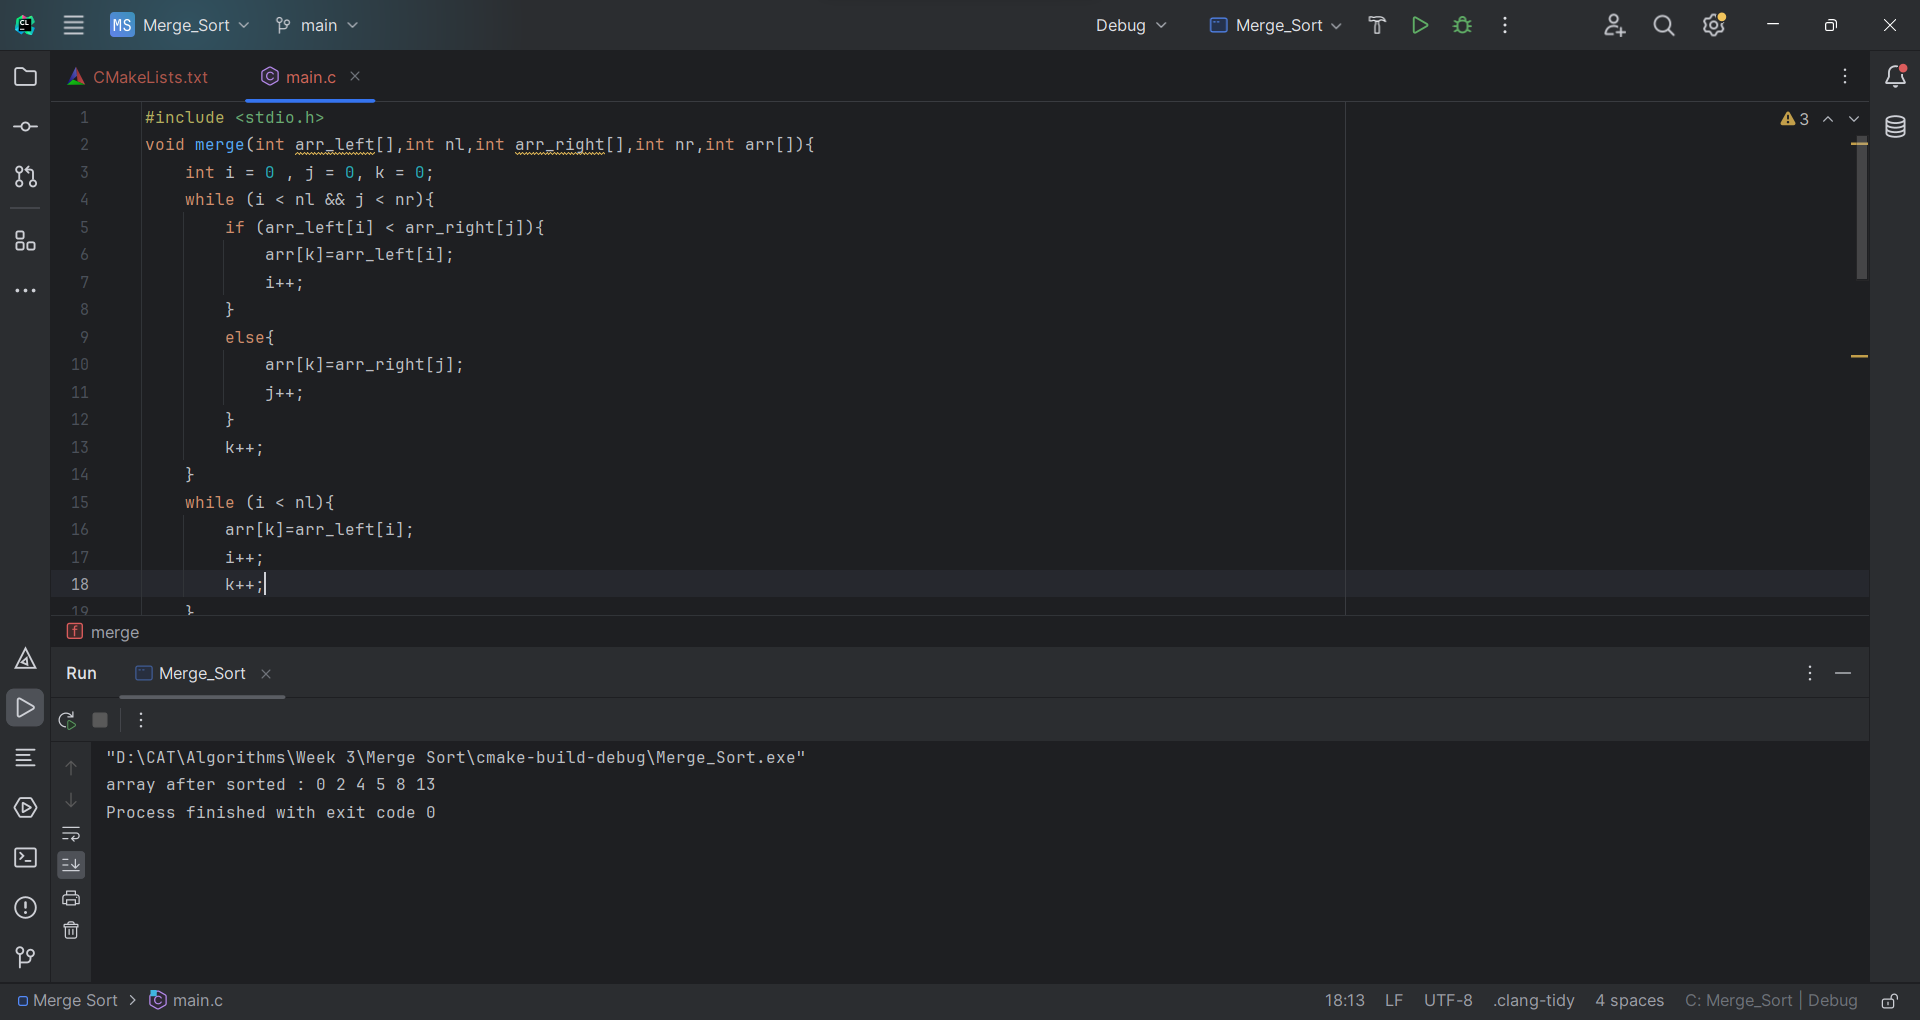 CL MS Merge_Sort main Debug Merge_Sort
CMakeLists.txt main.c
1 #include <stdio.h> 3
2 void merge(int arr_left[],int nl,int arr_right[],int nr,int arr[]){
3 int i = 0 , j = 0, k = 0;
4 while (i < nl && j < nr){
5 if (arr_left[i] < arr_right[j]){
6 arr[k]=arr_left[i];
7 i++;
8 }
9 else{
10 arr[k]=arr_right[j];
11 j++;
12 }
13 k++;
14 }
15 while (i < nl){
16 arr[k]=arr_left[i];
17 i++;
18 k++;
19 }
f merge
Run Merge_Sort
"D:\CAT\Algorithms\Week 3\Merge Sort\cmake-build-debug\Merge_Sort.exe"
array after sorted : 0 2 4 5 8 13
Process finished with exit code 0
Merge Sort > C main.c 18:13 LF UTF-8 .clang-tidy 4 spaces C: Merge_Sort | Debug